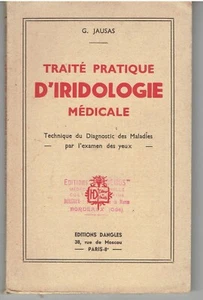 G. JAUSAS
TRAITÉ PRATIQUE
D'IRIDOLOGIE
MÉDICALE
Technique du Diagnostic des Maladies
— par l'examen des yeux —
EDITIONS DANGLES
38, rue de Moscou
PARIS-8ᵉ